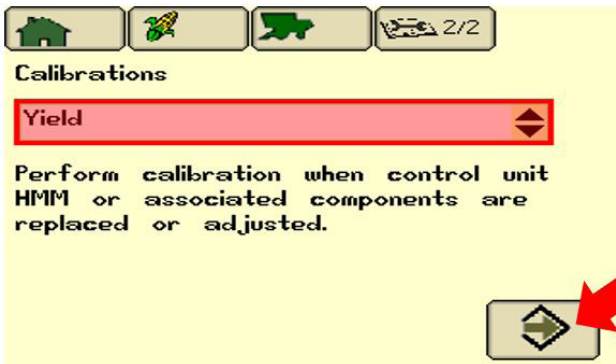 2/2
Calibrations
Yield
Perform calibration when control unit
HMM or associated components are
replaced or adjusted.